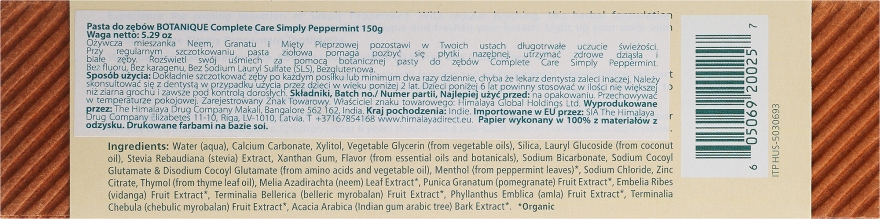 Pasta do zębów BOTANIQUE Complete Care Simply Peppermint 150g
Waga netto: 5.29 oz
Ożywcza mieszanka Neem, Granatu i Mięty Pieprzowej pozostawi w Twoich ustach długotrwałe uczucie świeżości.
Przy regularnym szczotkowaniu pasta ziołowa pomaga pozbyć się płytki nazębnej, utrzymać zdrowe dziąsła i
białe zęby. Rozświetl swój uśmiech za pomocą botanicznej pasty do zębów Complete Care Simply Peppermint.
Bez fluoru, Bez karagenu, Bez Sodium Lauryl Sulfate (SLS), Bezglutenowa.
Sposób użycia: Dokładnie szczotkować zęby po każdym posiłku lub minimum dwa razy dziennie, chyba że lekarz dentysta zaleci inaczej. Należy
skonsultować się z dentystą w przypadku użycia przez dzieci w wieku poniżej 2 lat. Dzieci poniżej 6 lat powinny stosować w ilości nie większej
niż ziarna grochu i zawsze pod kontrolą dorosłych. Składniki, Batch no./ Numer partii, Najlepiej użyć przed: na opakowaniu. Przechowywać
w temperaturze pokojowej. Zarejestrowany Znak Towarowy. Właściciel znaku towarowego: Himalaya Global Holdings Ltd. Wyprodukowane
przez: The Himalaya Drug Company Makali, Bangalore 562 162, India. Kraj pochodzenia: Indie. Importowane w EU przez: SIA The Himalaya
Drug Company Elizabetes 11-10, Riga, LV-1010, Latvia. T +37167854168 www.himalayadirect.eu. Papier wykonany w 100% z materiałów z
odzysku. Drukowane farbami na bazie soi.
Ingredients: Water (aqua), Calcium Carbonate, Xylitol, Vegetable Glycerin (from vegetable oils), Silica, Lauryl Glucoside (from coconut
oil), Stevia Rebaudiana (stevia) Extract, Xanthan Gum, Flavor (from essential oils and botanicals), Sodium Bicarbonate, Sodium Cocoyl
Glutamate & Disodium Cocoyl Glutamate (from amino acids and vegetable oil), Menthol (from peppermint leaves)*, Sodium Chloride, Zinc
Citrate, Thymol (from thyme leaf oil), Melia Azadirachta (neem) Leaf Extract*, Punica Granatum (pomegranate) Fruit Extract*, Embelia Ribes
(vidanga) Fruit Extract*, Terminalia Bellerica (belleric myrobalan) Fruit Extract*, Phyllanthus Emblica (amla) Fruit Extract*, Terminalia
Chebula (chebulic myrobalan) Fruit Extract*, Acacia Arabica (Indian gum arabic tree) Bark Extract*. *Organic
6 05069 20025 7
ITPHUS-5030693